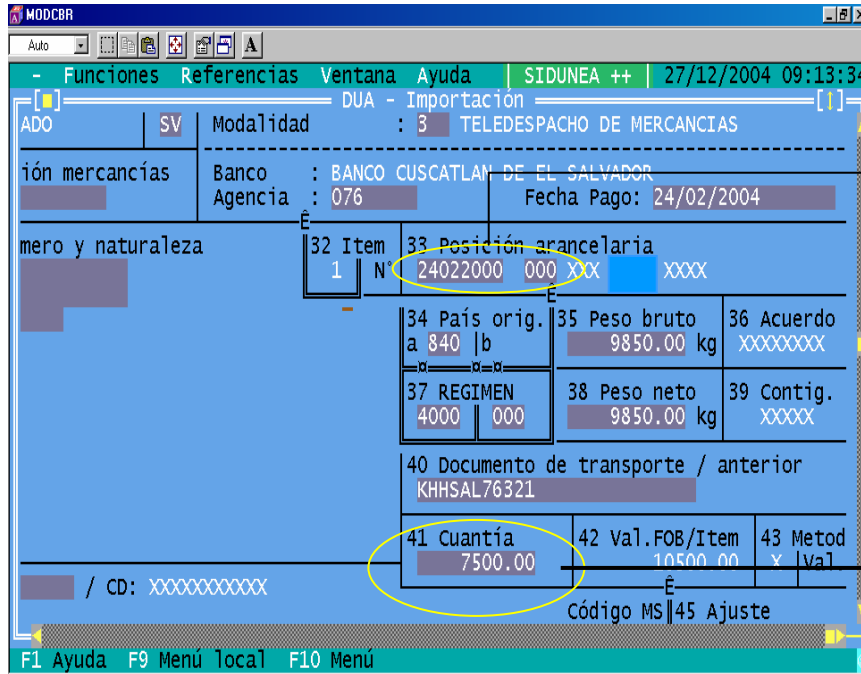 MODCBR
Auto A
- Funciones Referencias Ventana Ayuda SIDUNEA ++ 27/12/2004 09:13:34
DUA - Importación
ADO SV Modalidad : 3 TELEDESPACHO DE MERCANCIAS
ión mercancías Banco : BANCO CUSCATLAN DE EL SALVADOR
Agencia : 076 Fecha Pago: 24/02/2004
mero y naturaleza 32 Item 33 Posición arancelaria
1 N° 24022000 000 XXX XXXX
34 País orig. 35 Peso bruto 36 Acuerdo
a 840 |b 9850.00 kg XXXXXXXX
37 REGIMEN 38 Peso neto 39 Contig.
4000 000 9850.00 kg XXXXX
40 Documento de transporte / anterior
KHHSAL76321
41 Cuantía 42 Val.FOB/Item 43 Metod
7500.00 10500.00 X Val.
/ CD: XXXXXXXXXXX
Código MS 45 Ajuste
F1 Ayuda F9 Menú local F10 Menú